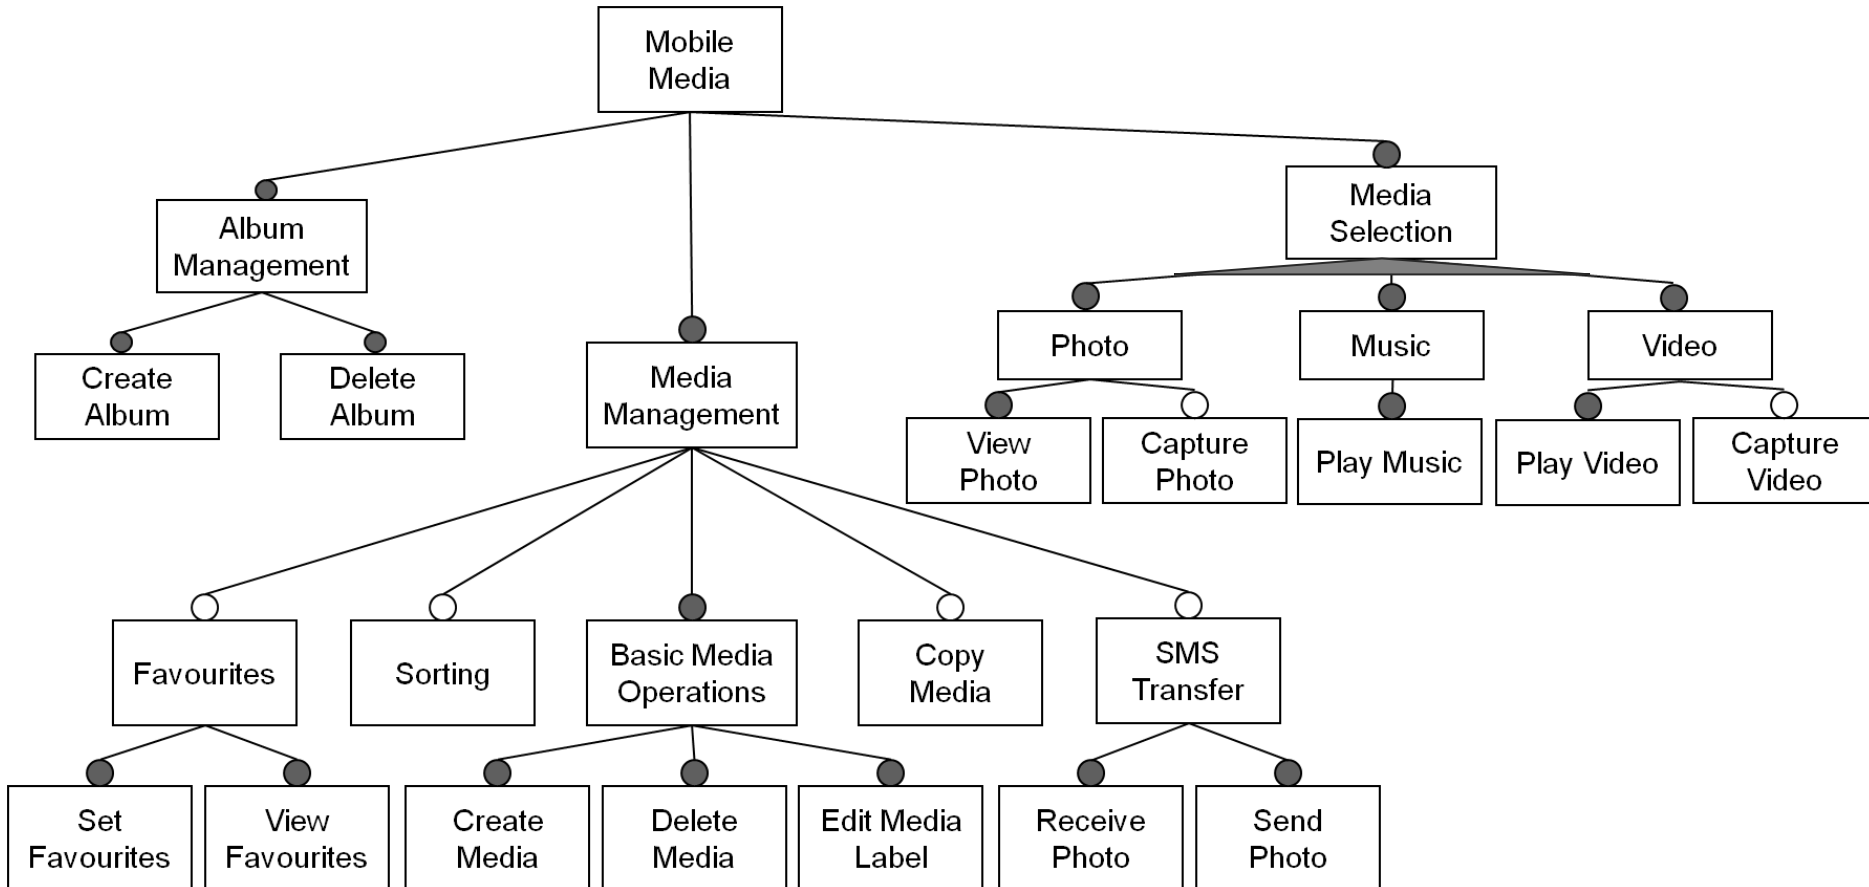 Mobile
Media
Album
Management
Media
Selection
Create
Album
Delete
Album
Media
Management
Photo
Music
Video
View
Photo
Capture
Photo
Play Music
Play Video
Capture
Video
Favourites
Sorting
Basic Media
Operations
Copy
Media
SMS
Transfer
Set
Favourites
View
Favourites
Create
Media
Delete
Media
Edit Media
Label
Receive
Photo
Send
Photo